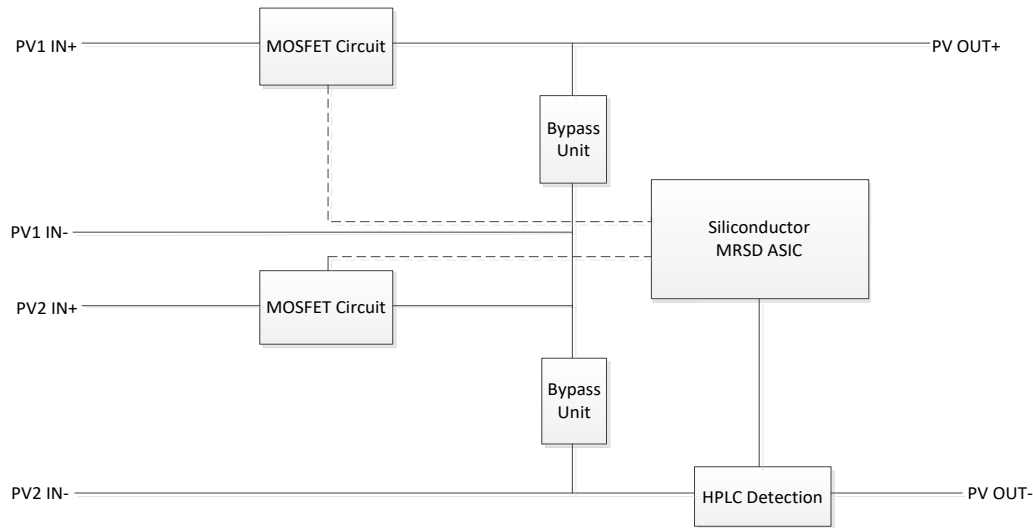 PV1 IN+
MOSFET Circuit
PV OUT+
Bypass
Unit
Siliconductor
MRSD ASIC
PV1 IN-
PV2 IN+
MOSFET Circuit
Bypass
Unit
PV2 IN-
HPLC Detection
PV OUT-